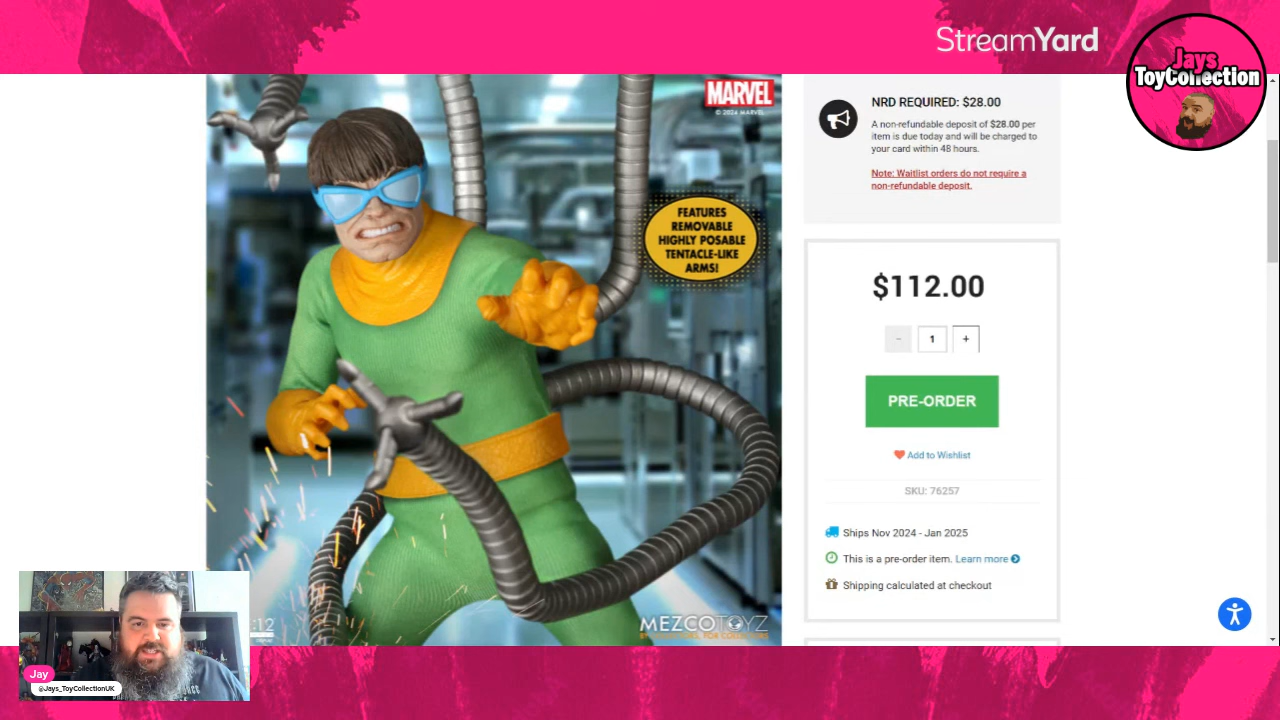 StreamYard
Jays
ToyCollection
MARVEL
© 2024 MARVEL
FEATURES
REMOVABLE
HIGHLY POSABLE
TENTACLE-LIKE
ARMS!
:12
MEZCOTOYZ
NRD REQUIRED: $28.00
A non-refundable deposit of $28.00 per
item is due today and will be charged to
your card within 48 hours.
Note: Waitlist orders do not require a
non-refundable deposit.
$112.00
- 1 +
PRE-ORDER
Add to Wishlist
SKU: 76257
Ships Nov 2024 - Jan 2025
This is a pre-order item. Learn more
Shipping calculated at checkout
Jay
@Jays_ToyCollectionUK